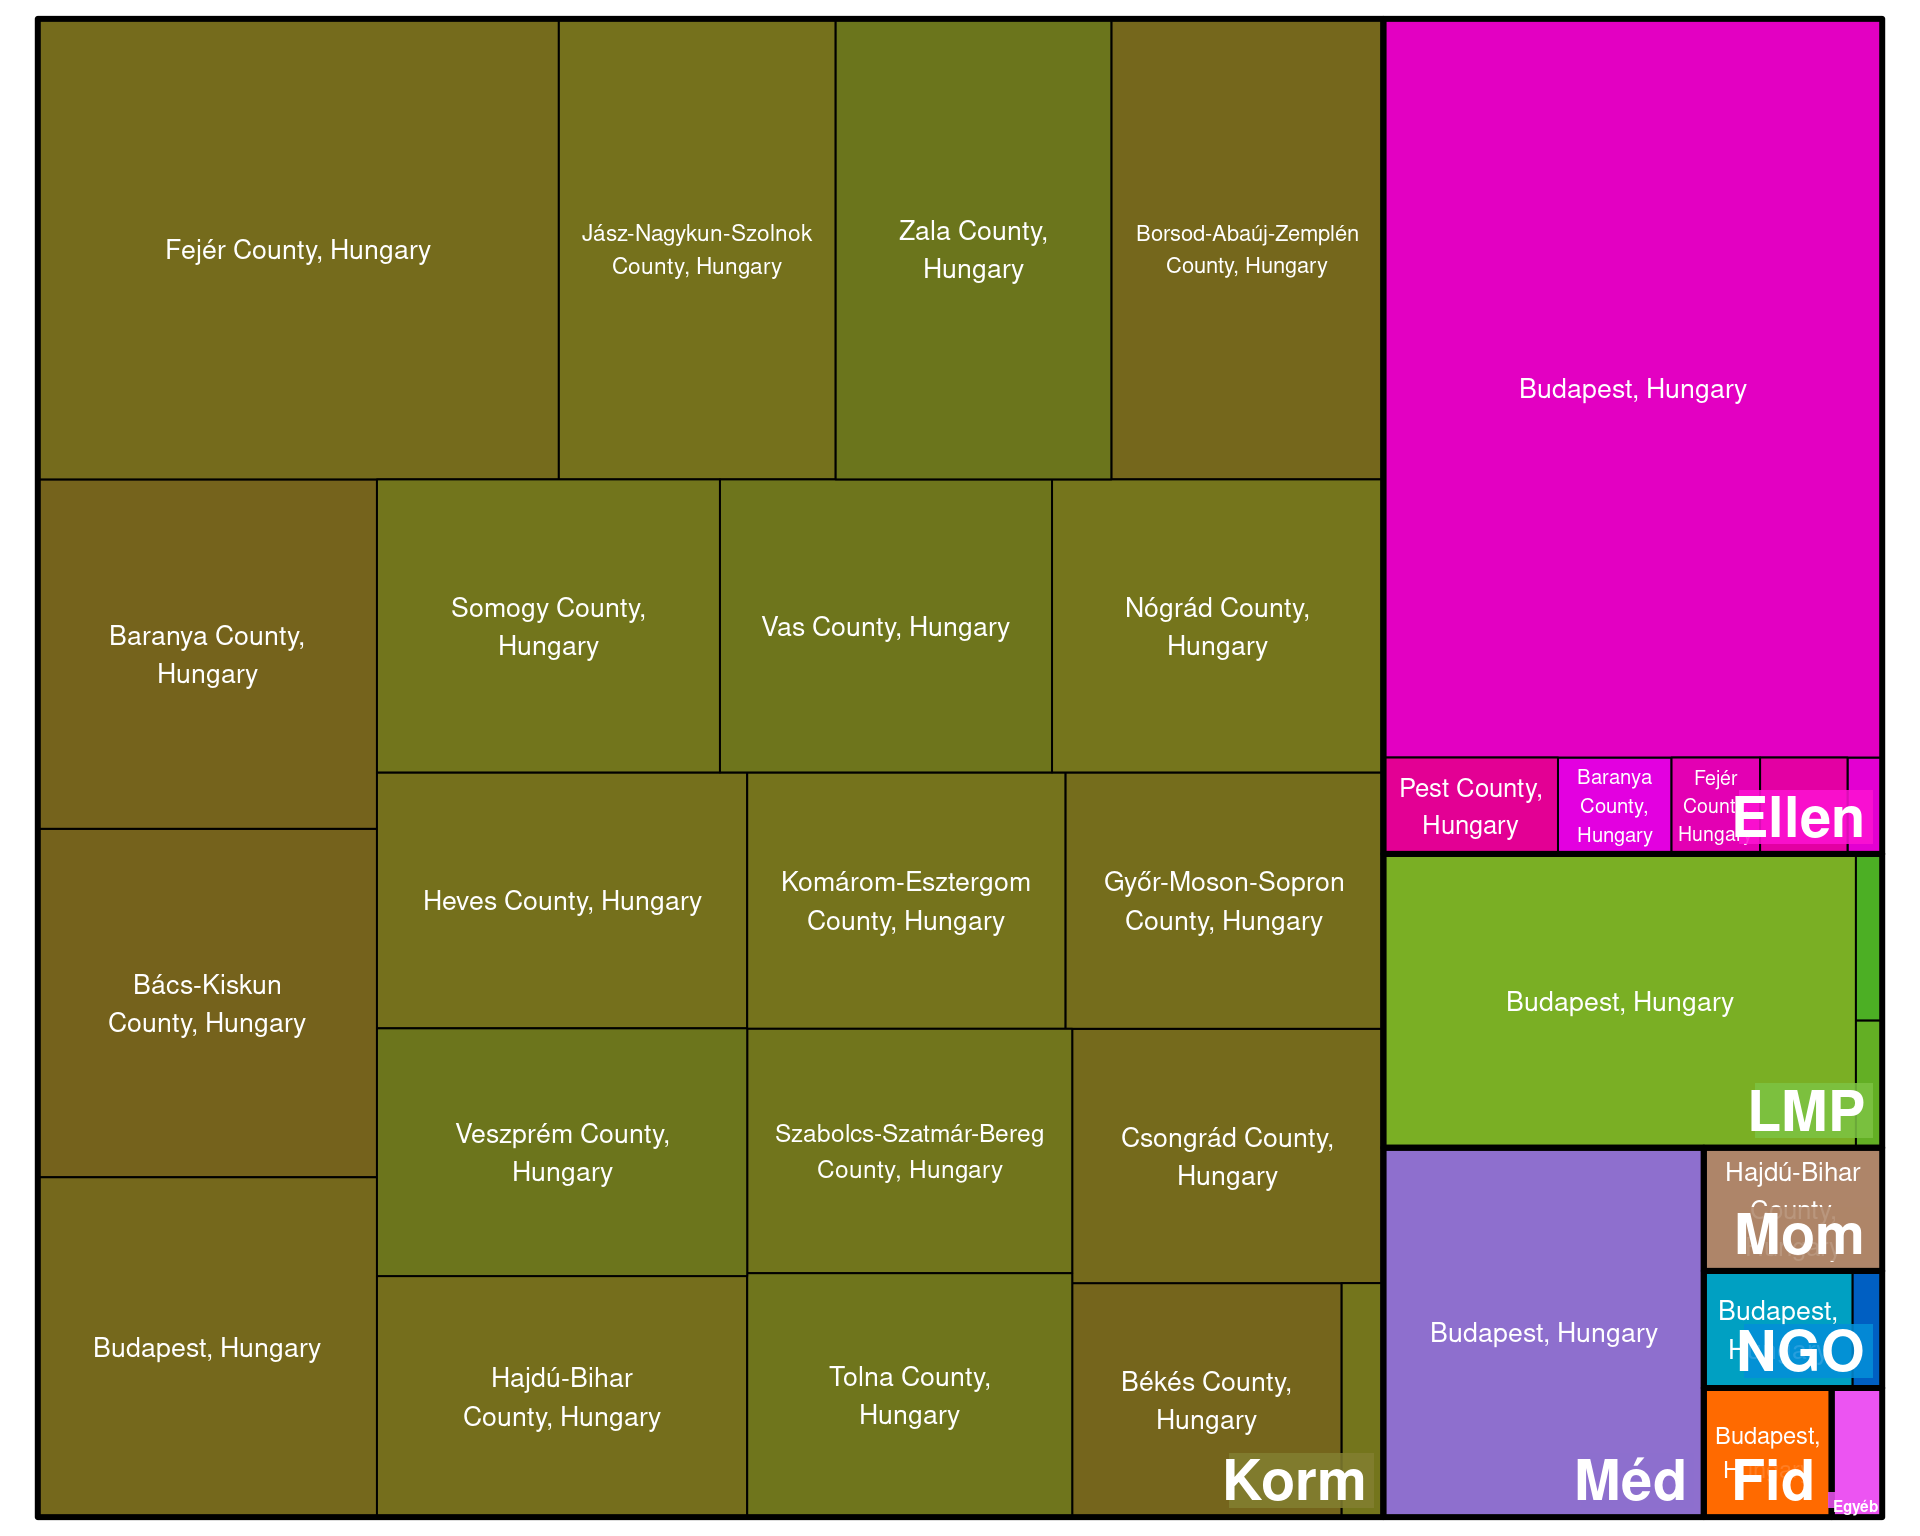 Fejér County, Hungary
Jász-Nagykun-Szolnok
County, Hungary
Zala County,
Hungary
Borsod-Abaúj-Zemplén
County, Hungary
Baranya County,
Hungary
Somogy County,
Hungary
Vas County, Hungary
Nógrád County,
Hungary
Bács-Kiskun
County, Hungary
Heves County, Hungary
Komárom-Esztergom
County, Hungary
Győr-Moson-Sopron
County, Hungary
Veszprém County,
Hungary
Szabolcs-Szatmár-Bereg
County, Hungary
Csongrád County,
Hungary
Budapest, Hungary
Hajdú-Bihar
County, Hungary
Tolna County,
Hungary
Békés County,
Hungary
Korm
Budapest, Hungary
Pest County,
Hungary
Baranya
County,
Hungary
Fejér
County,
Hungary
Ellen
Budapest, Hungary
LMP
Budapest, Hungary
Méd
Hajdú-Bihar
County,
Mom
Budapest,
NGO
Budapest,
Fid
Egyéb